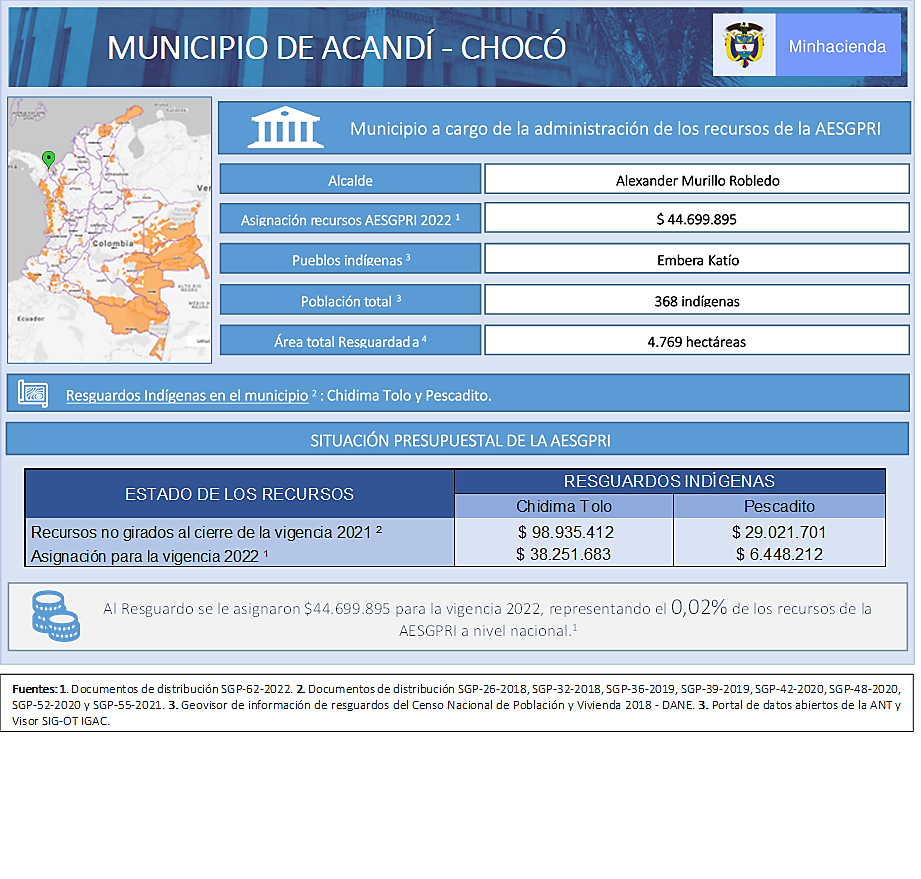 MUNICIPIO DE ACANDÍ - CHOCÓ
Minhacienda
Municipio a cargo de la administración de los recursos de la AESGPRI
Alcalde
Alexander Murillo Robledo
Asignación recursos AESGPRI 2022 ¹
$ 44.699.895
Pueblos indígenas ³
Embera Katío
Población total ³
368 indígenas
Área total Resguardada ⁴
4.769 hectáreas
Colombia
Ecuador
Resguardos Indígenas en el municipio ² : Chidima Tolo y Pescadito.
SITUACIÓN PRESUPUESTAL DE LA AESGPRI
ESTADO DE LOS RECURSOS
RESGUARDOS INDÍGENAS
Chidima Tolo
Pescadito
Recursos no girados al cierre de la vigencia 2021 ²
$ 98.935.412
$ 29.021.701
Asignación para la vigencia 2022 ¹
$ 38.251.683
$ 6.448.212
Al Resguardo se le asignaron $44.699.895 para la vigencia 2022, representando el 0,02% de los recursos de la
AESGPRI a nivel nacional.¹
Fuentes: 1. Documentos de distribución SGP-62-2022. 2. Documentos de distribución SGP-26-2018, SGP-32-2018, SGP-36-2019, SGP-39-2019, SGP-42-2020, SGP-48-2020,
SGP-52-2020 y SGP-55-2021. 3. Geovisor de información de resguardos del Censo Nacional de Población y Vivienda 2018 - DANE. 3. Portal de datos abiertos de la ANT y
Visor SIG-OT IGAC.